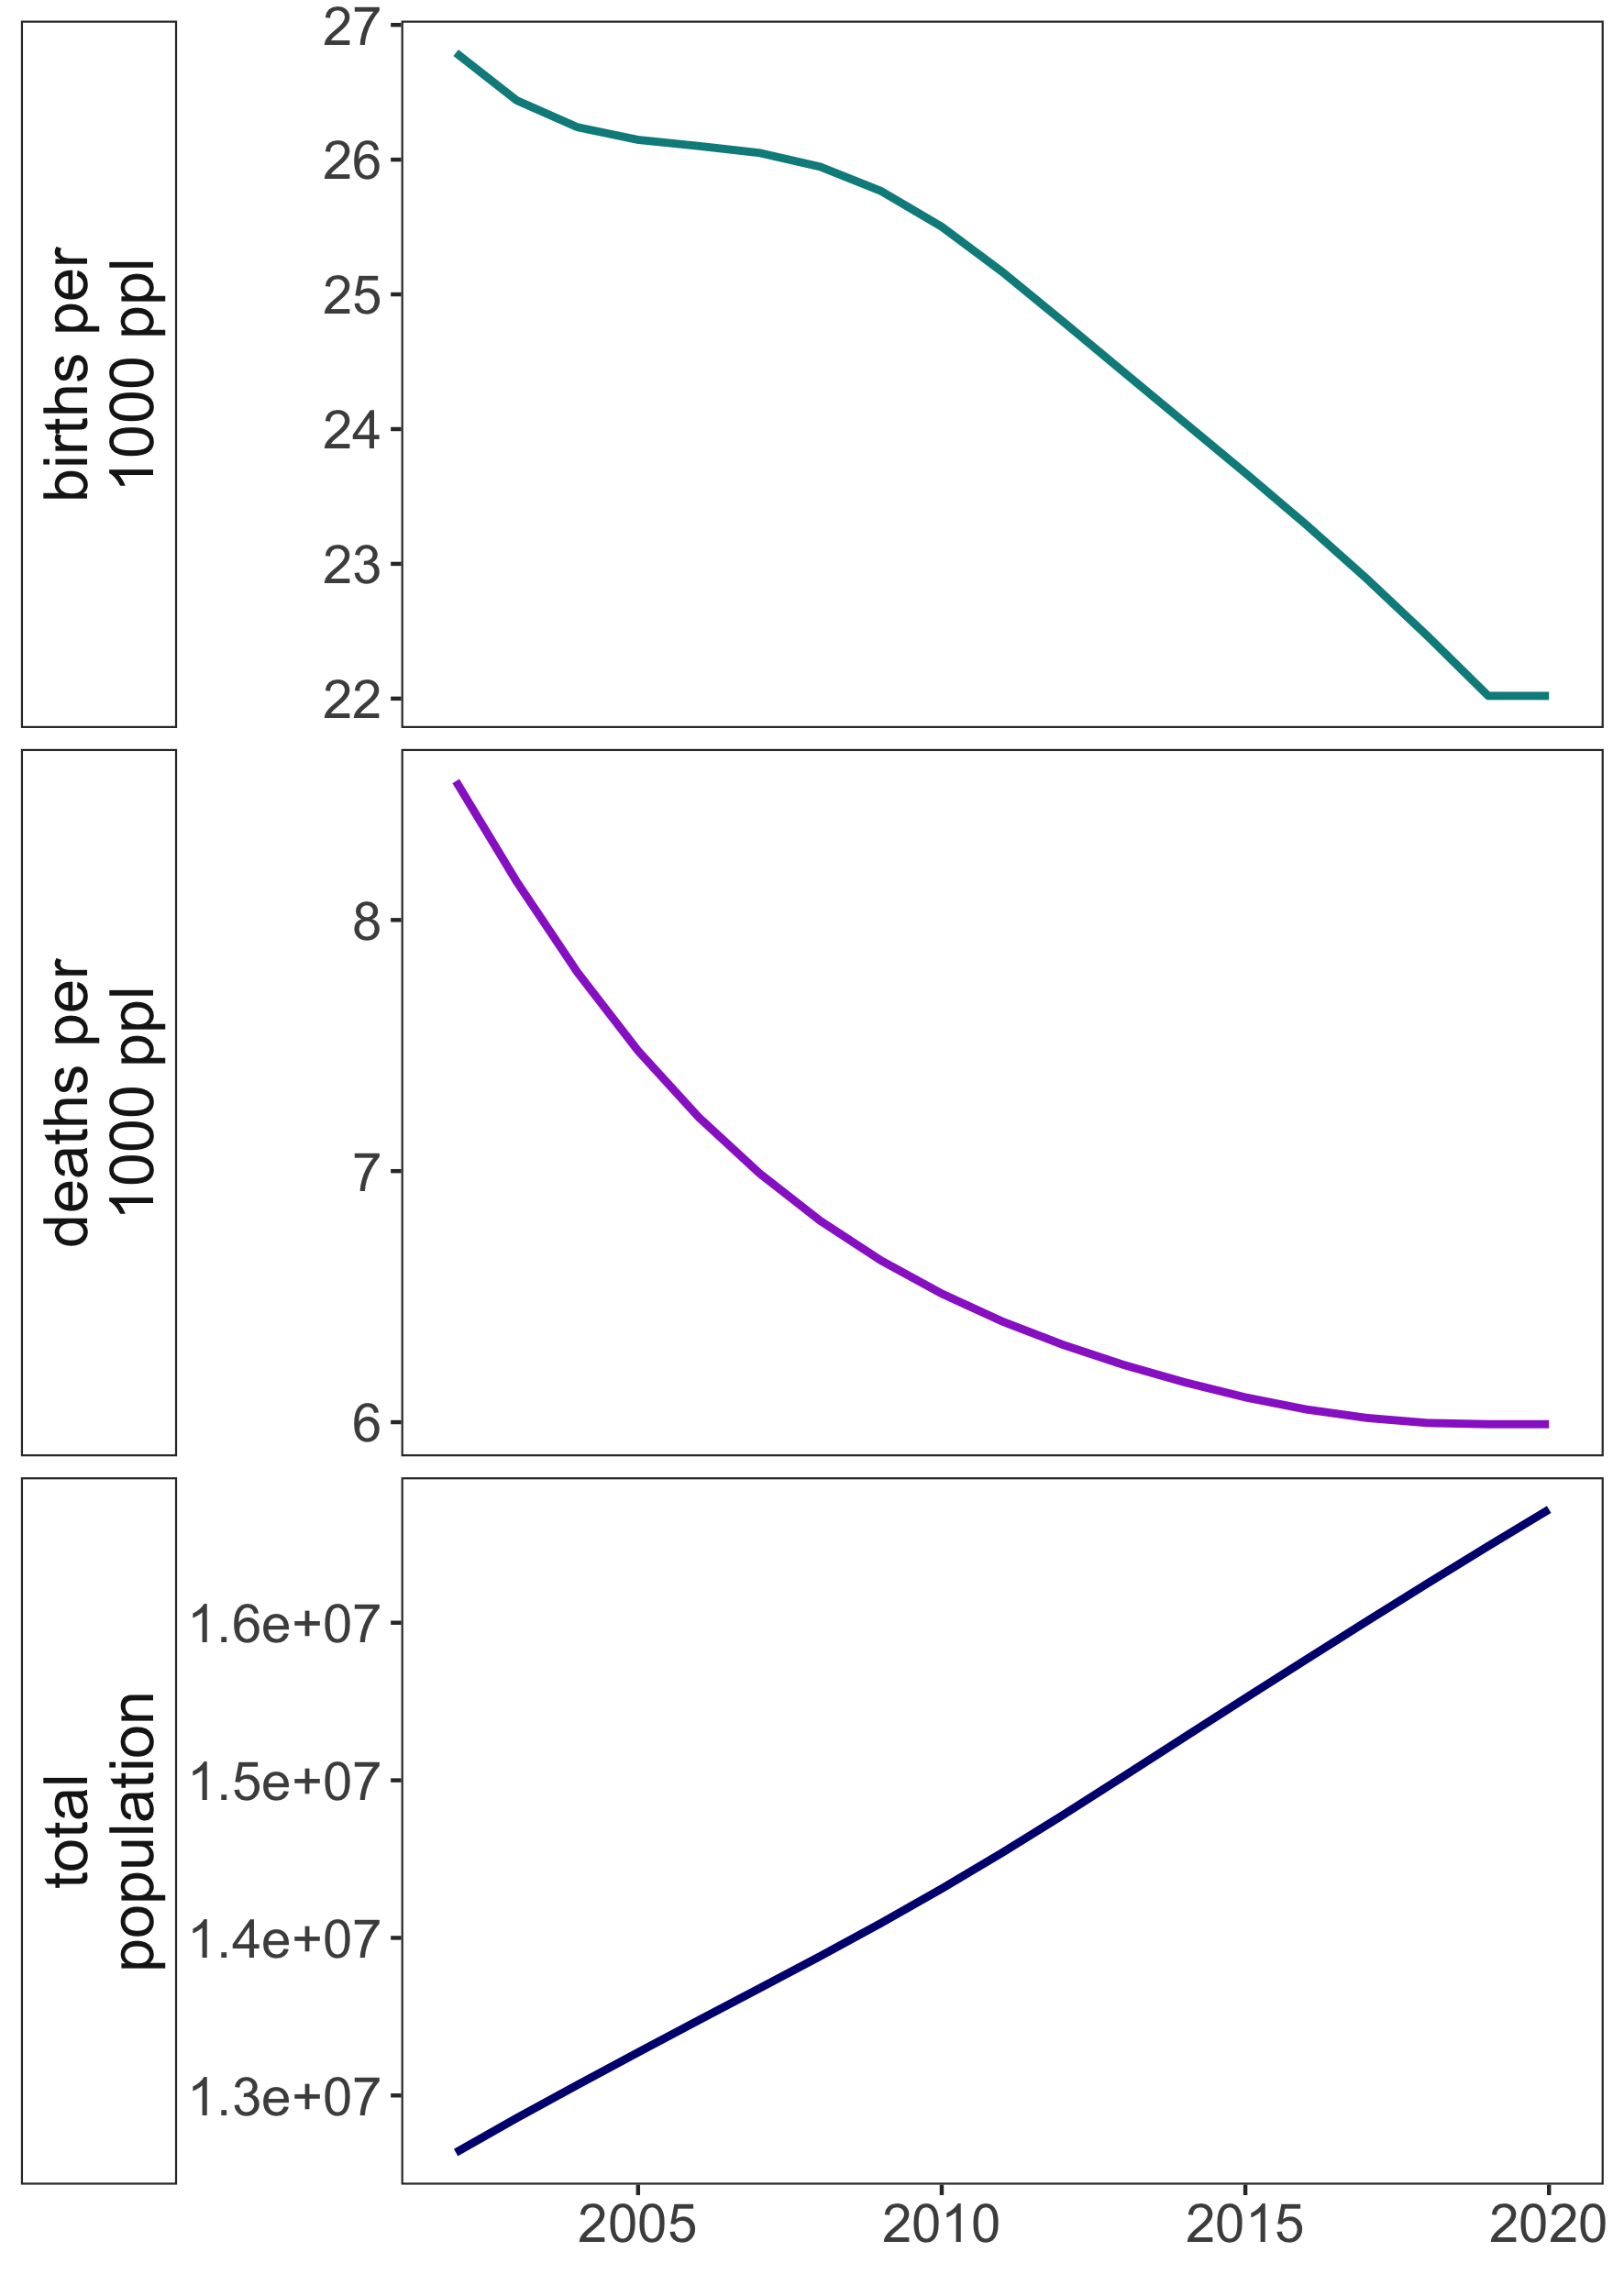 births per
1000 ppl
27
26
25
24
23
22
deaths per
1000 ppl
8
7
6
total
population
1.6e+07
1.5e+07
1.4e+07
1.3e+07
2005 2010 2015 2020